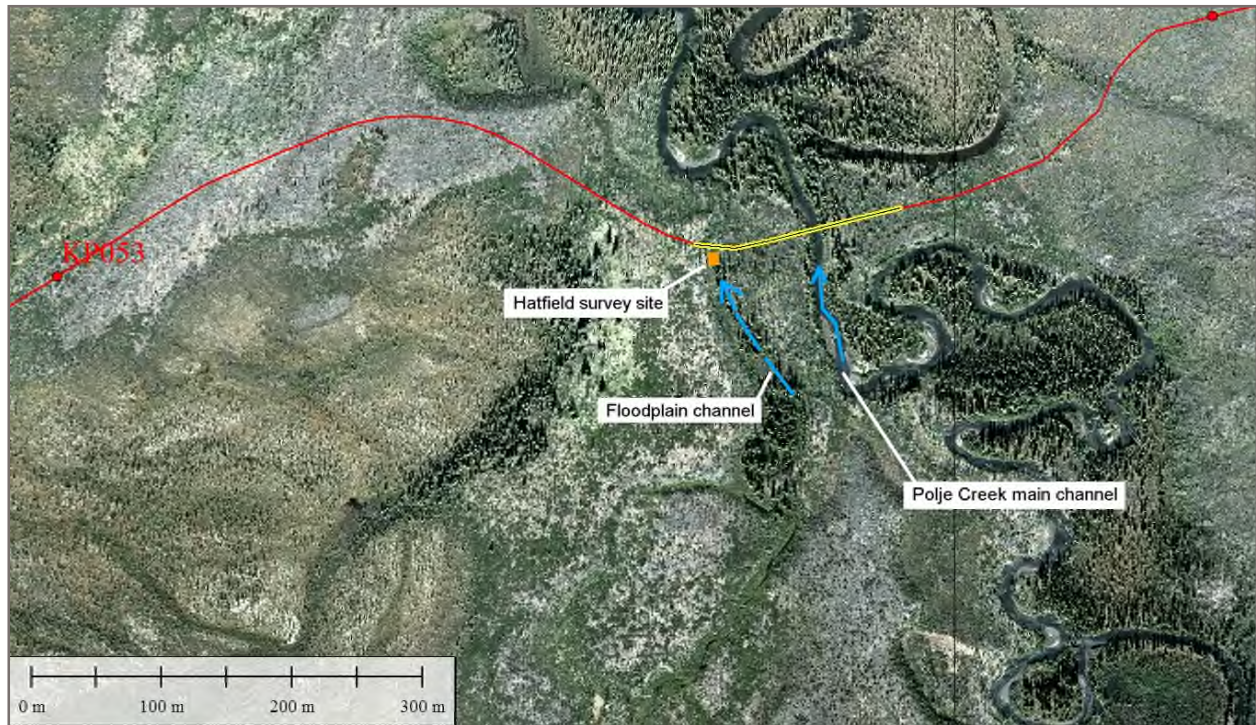 KP053
Hatfield survey site
Floodplain channel
Polje Creek main channel
0 m 100 m 200 m 300 m